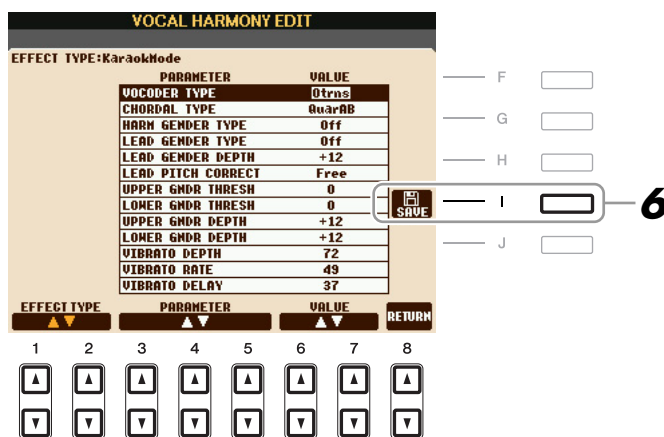 VOCAL HARMONY EDIT
EFFECT TYPE:KaraokMode
PARAMETER VALUE
VOCODER TYPE Otrns
CHORDAL TYPE QuarAB
HARM GENDER TYPE Off
LEAD GENDER TYPE Off
LEAD GENDER DEPTH +12
LEAD PITCH CORRECT Free
UPPER GNDR THRESH 0
LOWER GNDR THRESH 0
UPPER GNDR DEPTH +12
LOWER GNDR DEPTH +12
VIBRATO DEPTH 72
VIBRATO RATE 49
VIBRATO DELAY 37
SAVE
EFFECT TYPE PARAMETER VALUE RETURN
F
G
H
I 6
J
1 2 3 4 5 6 7 8